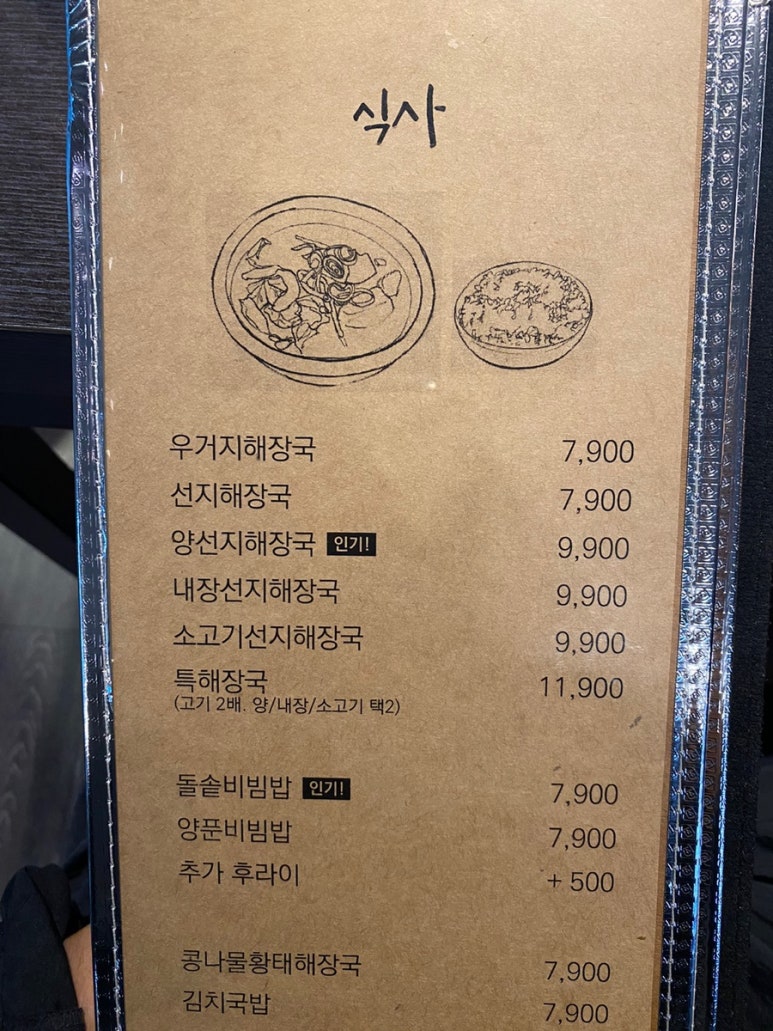 식사
우거지해장국 7,900
선지해장국 7,900
양선지해장국 인기! 9,900
내장선지해장국 9,900
소고기선지해장국 9,900
특해장국 11,900
(고기 2배. 양/내장/소고기 택2)
돌솥비빔밥 인기! 7,900
양푼비빔밥 7,900
추가 후라이 + 500
콩나물황태해장국 7,900
김치국밥 7,900